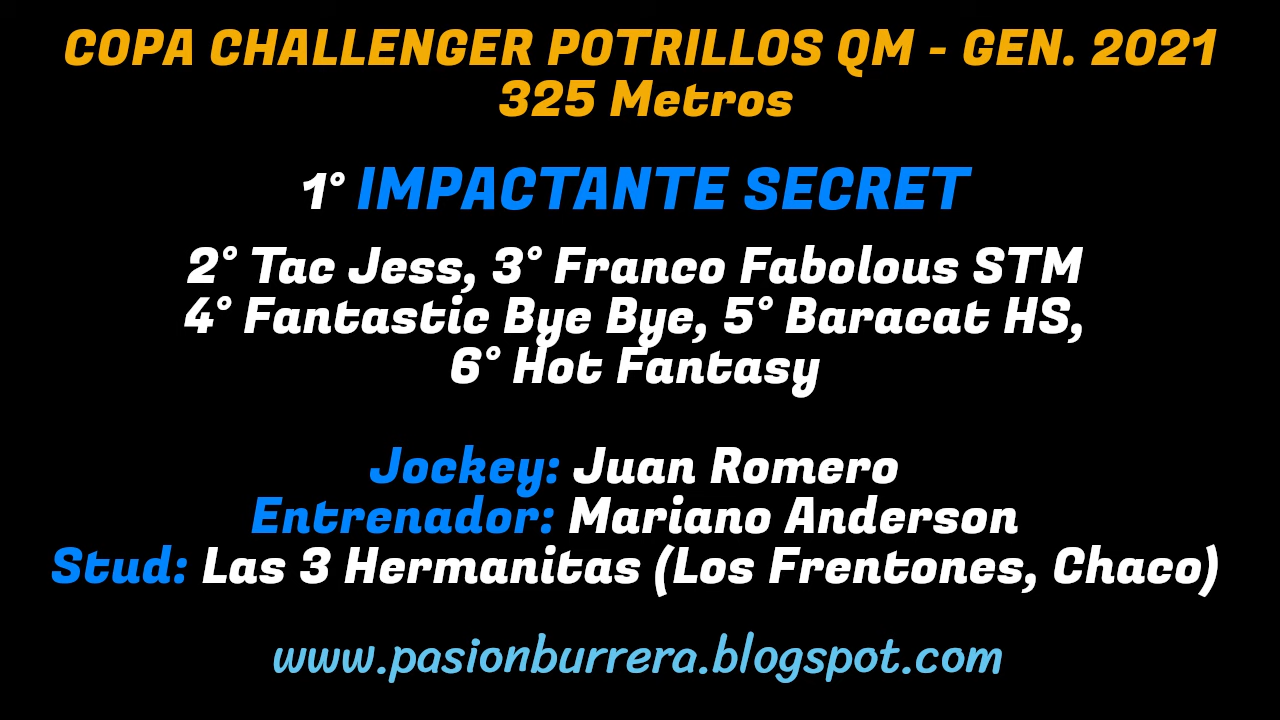 COPA CHALLENGER POTRILLOS QM - GEN. 2021
325 Metros
1° IMPACTANTE SECRET
2° Tac Jess, 3° Franco Fabolous STM
4° Fantastic Bye Bye, 5° Baracat HS,
6° Hot Fantasy
Jockey: Juan Romero
Entrenador: Mariano Anderson
Stud: Las 3 Hermanitas (Los Frentones, Chaco)
www.pasionburrera.blogspot.com